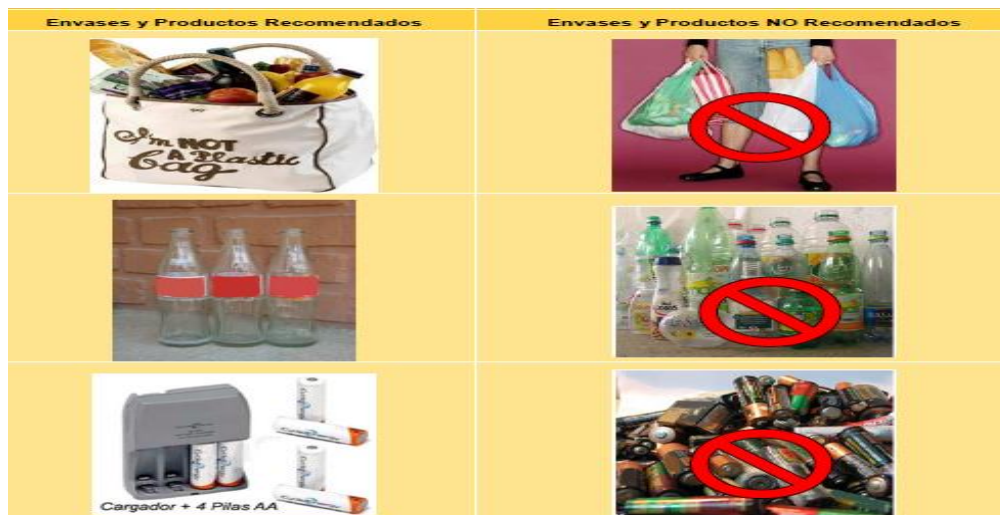 Envases y Productos Recomendados
Envases y Productos NO Recomendados
I'm NOT
A Plastic
Bag
Cargador + 4 Pilas AA